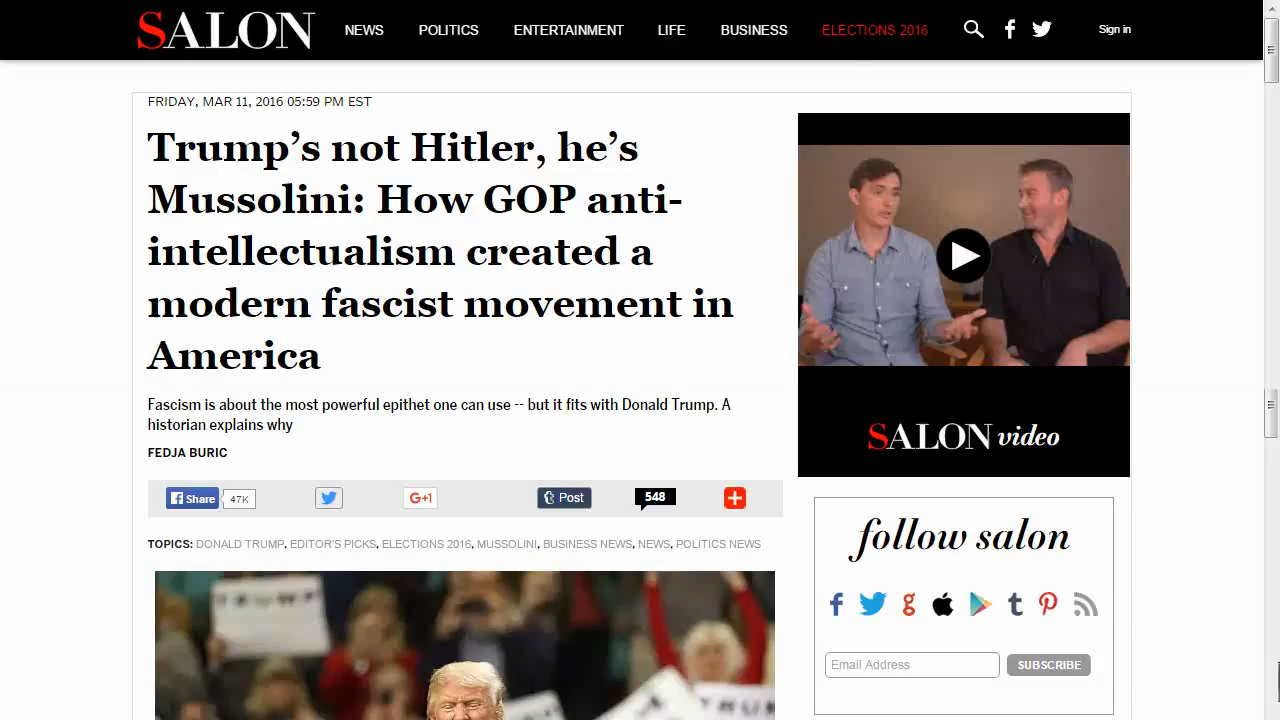 SALON
NEWS POLITICS ENTERTAINMENT LIFE BUSINESS ELECTIONS 2016 Sign in
FRIDAY, MAR 11, 2016 05:59 PM EST
Trump’s not Hitler, he’s
Mussolini: How GOP anti-
intellectualism created a
modern fascist movement in
America
Fascism is about the most powerful epithet one can use -- but it fits with Donald Trump. A
historian explains why
FEDJA BURIC
Share 47K G+1 Post 548
TOPICS: DONALD TRUMP, EDITOR'S PICKS, ELECTIONS 2016, MUSSOLINI, BUSINESS NEWS, NEWS, POLITICS NEWS
TRUMP
TRUMP
SALON video
follow salon
Email Address SUBSCRIBE